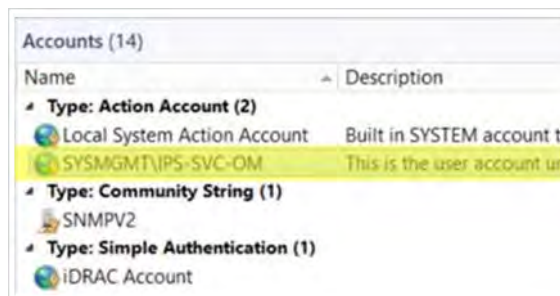 Accounts (14)
Name Description
Type: Action Account (2)
Local System Action Account Built in SYSTEM account t
SYSMGMT\IPS-SVC-OM This is the user account un
Type: Community String (1)
SNMPV2
Type: Simple Authentication (1)
iDRAC Account